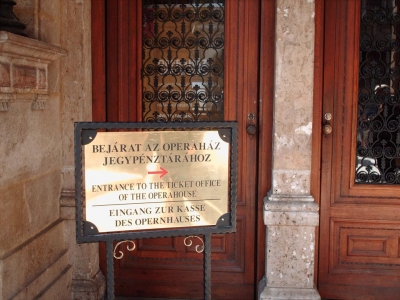 BEJÁRAT AZ OPERAHÁZ
JEGYPÉNZTÁRÁHOZ
ENTRANCE TO THE TICKET OFFICE
OF THE OPERAHOUSE
EINGANG ZUR KASSE
DES OPERNHAUSES